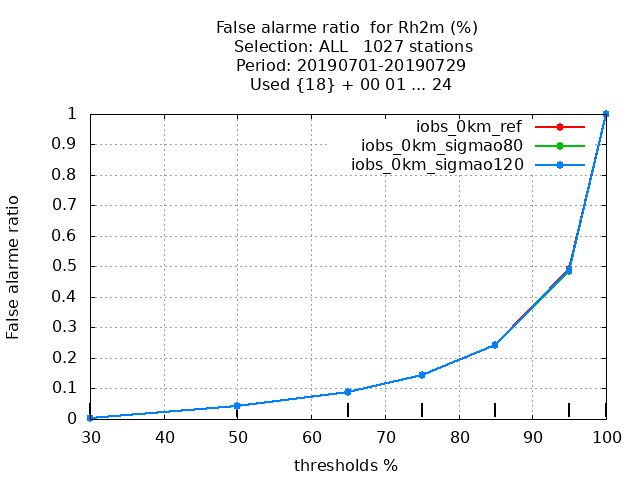 False alarme ratio  for Rh2m (%)
Selection: ALL   1027 stations
Period: 20190701-20190729
Used {18} + 00 01 ... 24
iobs_0km_ref
iobs_0km_sigmao80
iobs_0km_sigmao120
False alarme ratio
1
0.9
0.8
0.7
0.6
0.5
0.4
0.3
0.2
0.1
0
30 40 50 60 70 80 90 100
thresholds %